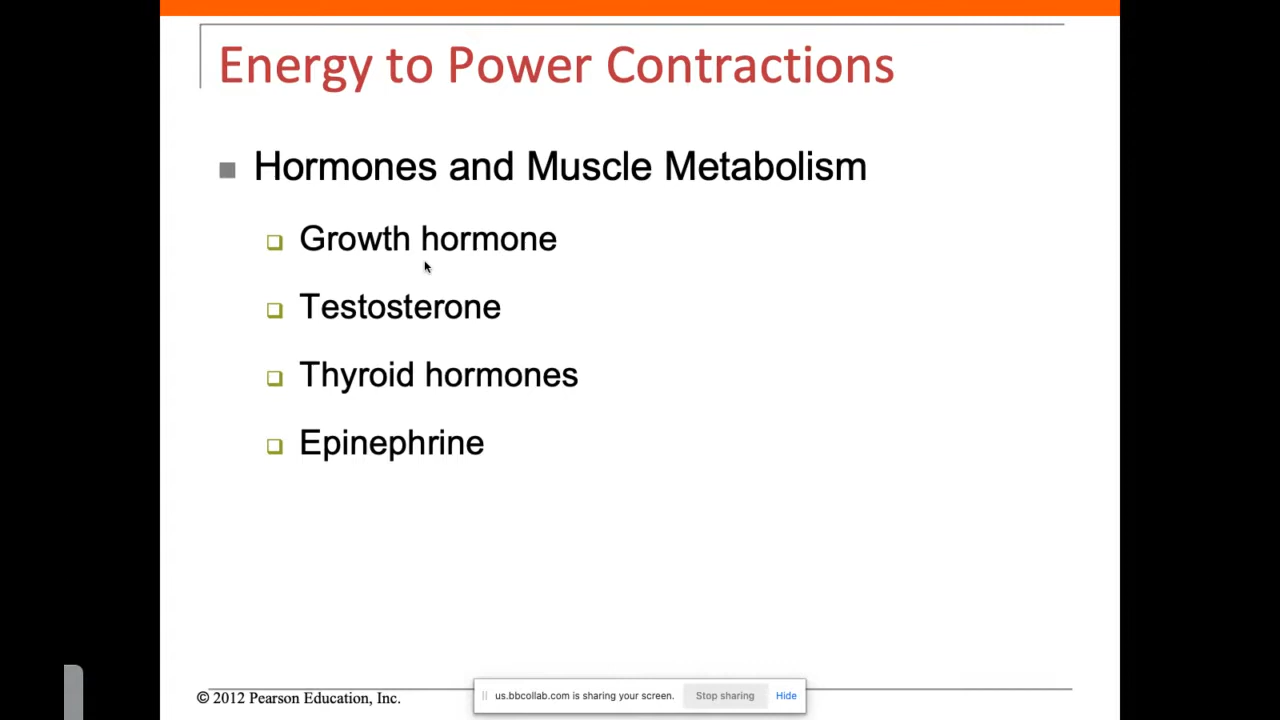 Energy to Power Contractions
Hormones and Muscle Metabolism
Growth hormone
Testosterone
Thyroid hormones
Epinephrine
© 2012 Pearson Education, Inc.
us.bbcollab.com is sharing your screen. Stop sharing Hide